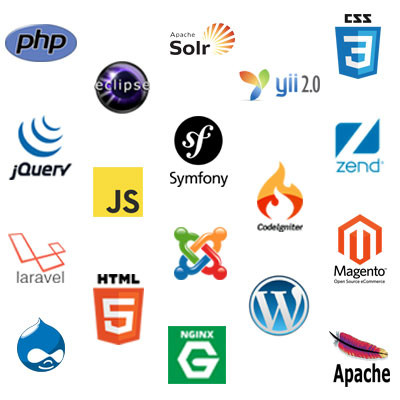 php
eclipse
Apache
Solr
yii 2.0
CSS
3
jQuery
JS
sf
Symfony
CodeIgniter
zend
laravel
HTML
5
Magento
Open Source eCommerce
W
NGINX
G
Apache